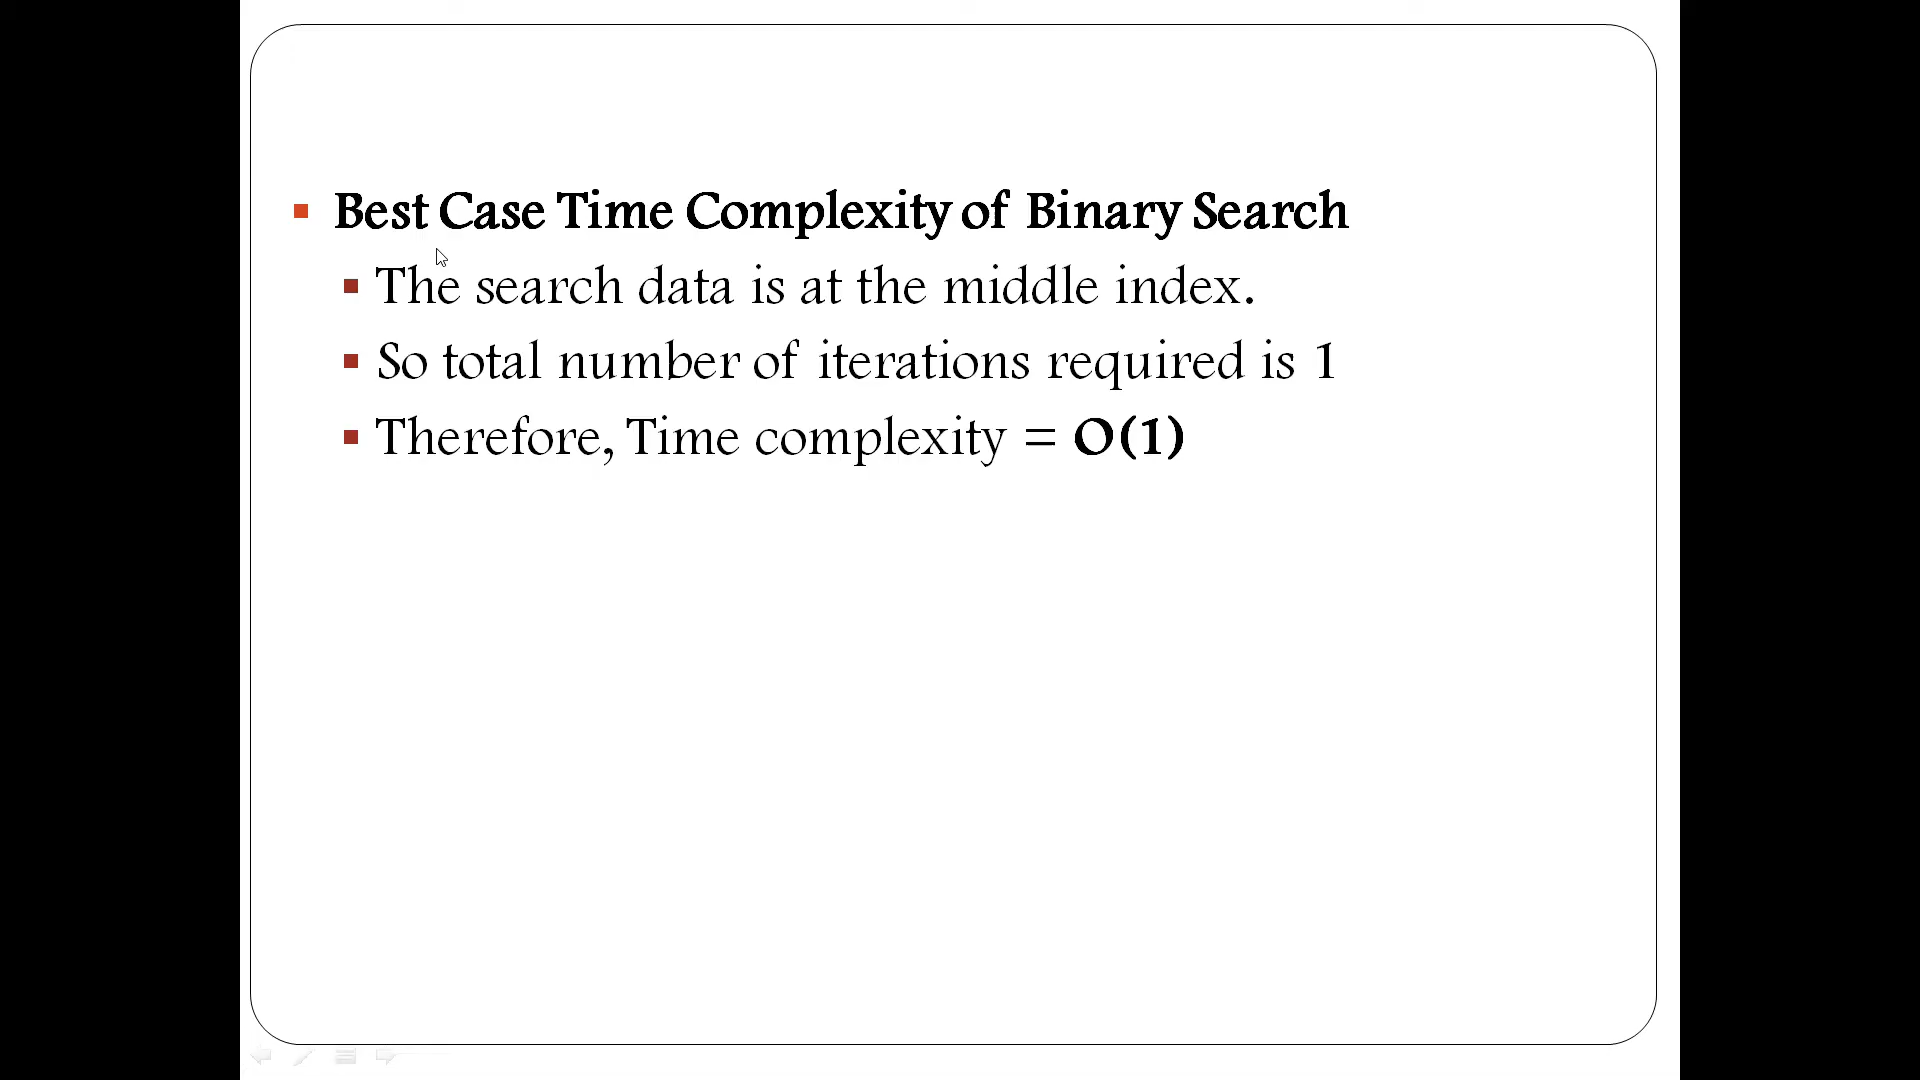 Best Case Time Complexity of Binary Search
The search data is at the middle index.
So total number of iterations required is 1
Therefore, Time complexity = O(1)